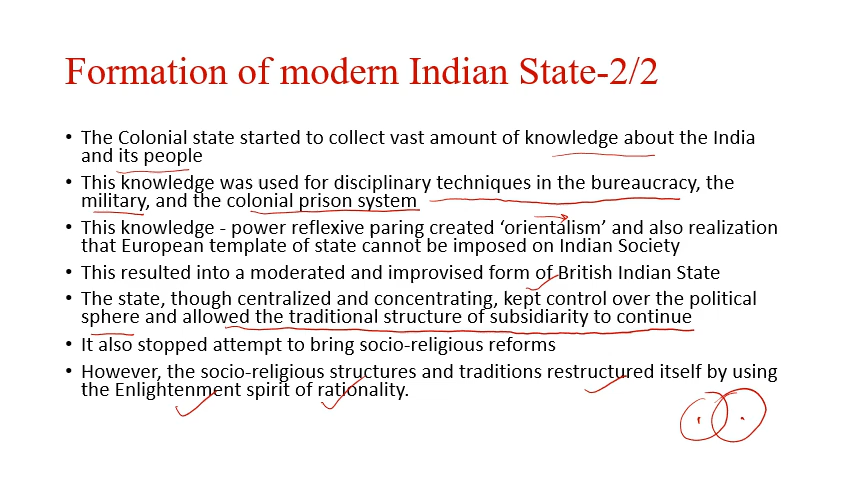 Formation of modern Indian State-2/2
• The Colonial state started to collect vast amount of knowledge about the India
and its people
• This knowledge was used for disciplinary techniques in the bureaucracy, the
military, and the colonial prison system
• This knowledge - power reflexive paring created ‘orientalism’ and also realization
that European template of state cannot be imposed on Indian Society
• This resulted into a moderated and improvised form of British Indian State
• The state, though centralized and concentrating, kept control over the political
sphere and allowed the traditional structure of subsidiarity to continue
• It also stopped attempt to bring socio-religious reforms
• However, the socio-religious structures and traditions restructured itself by using
the Enlightenment spirit of rationality.